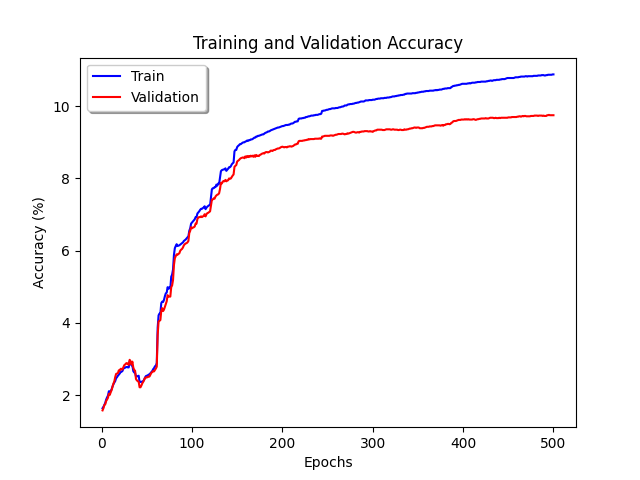 Training and Validation Accuracy
Train
Validation
10
8
6
4
2
Accuracy (%)
0
100
200
300
400
500
Epochs